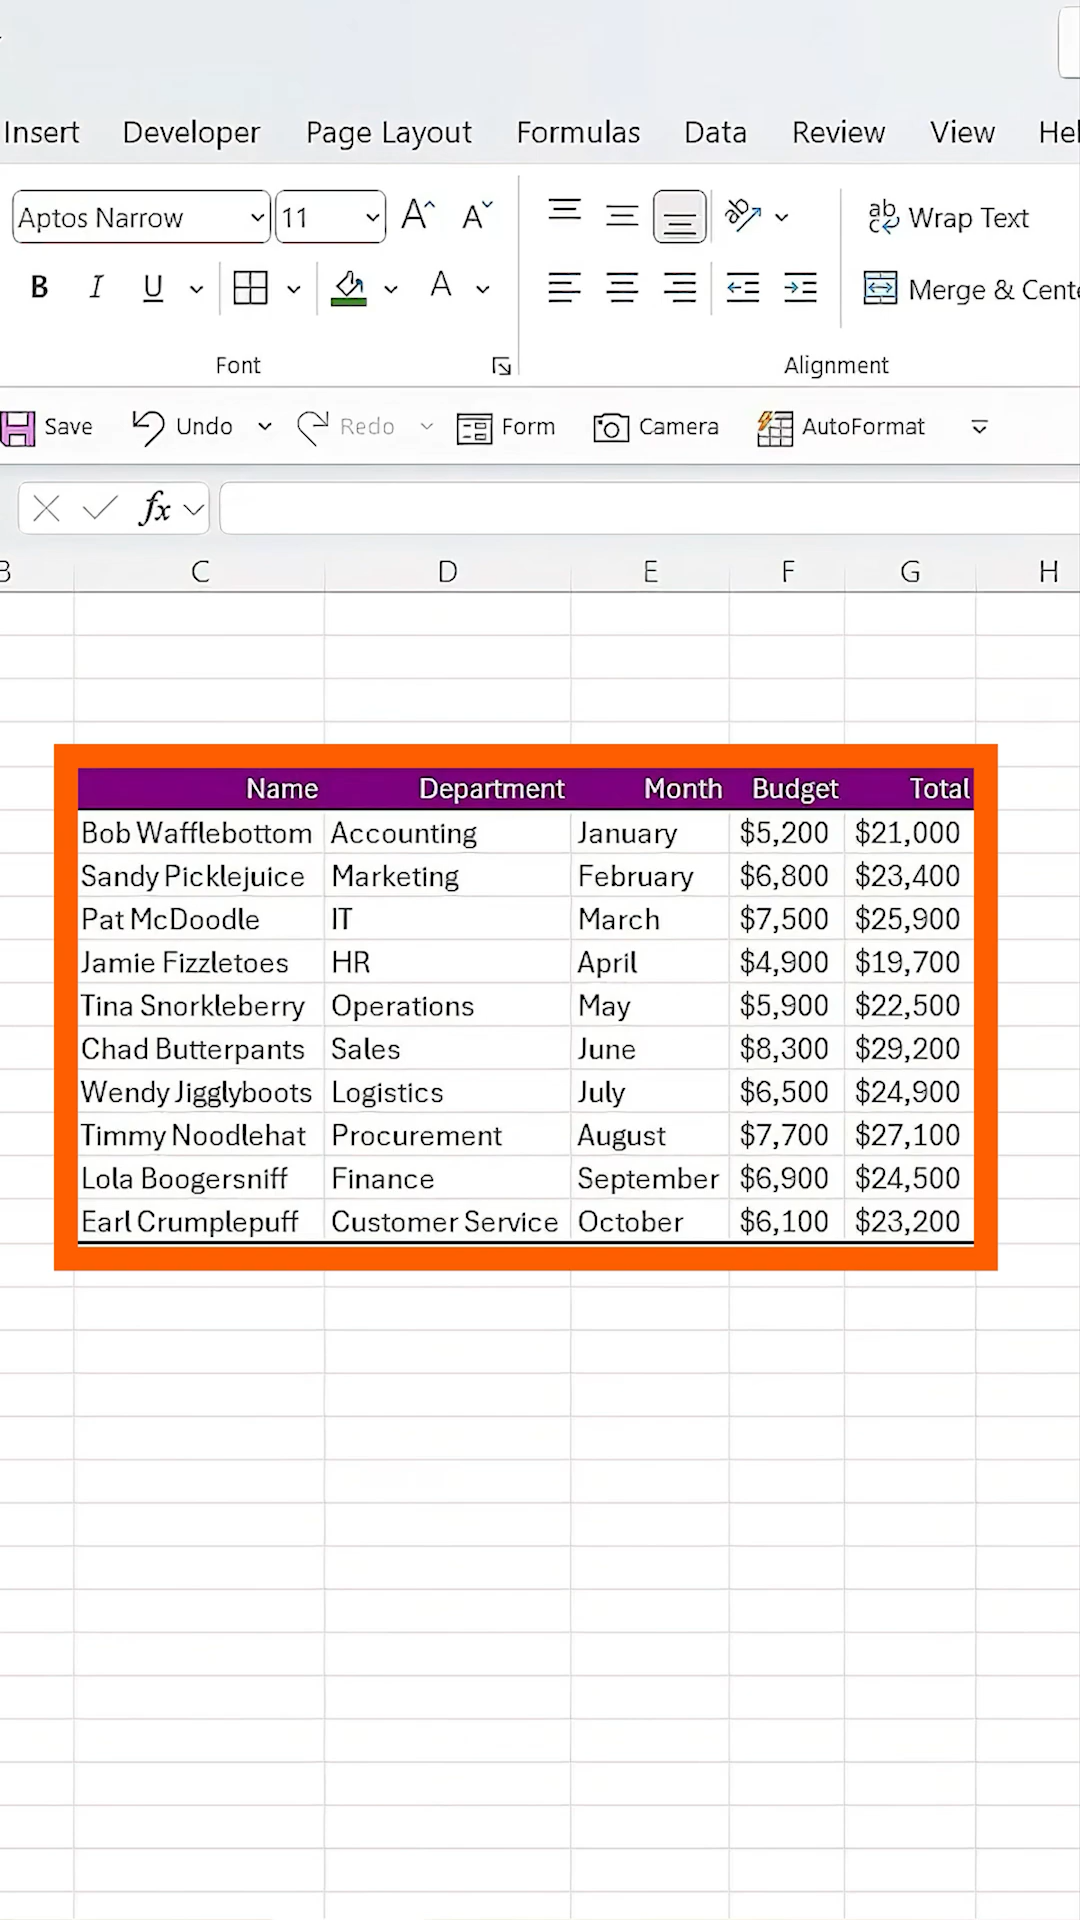 Insert Developer Page Layout Formulas Data Review View
Aptos Narrow 11 A A ab Wrap Text
B I U A Merge & Cente
Font Alignment
Save Undo Redo Form Camera AutoFormat
fx
B C D E F G H
Name Department Month Budget Total
Bob Wafflebottom Accounting January $5,200 $21,000
Sandy Picklejuice Marketing February $6,800 $23,400
Pat McDoodle IT March $7,500 $25,900
Jamie Fizzletoes HR April $4,900 $19,700
Tina Snorkleberry Operations May $5,900 $22,500
Chad Butterpants Sales June $8,300 $29,200
Wendy Jigglyboots Logistics July $6,500 $24,900
Timmy Noodlehat Procurement August $7,700 $27,100
Lola Boogersniff Finance September $6,900 $24,500
Earl Crumplepuff Customer Service October $6,100 $23,200